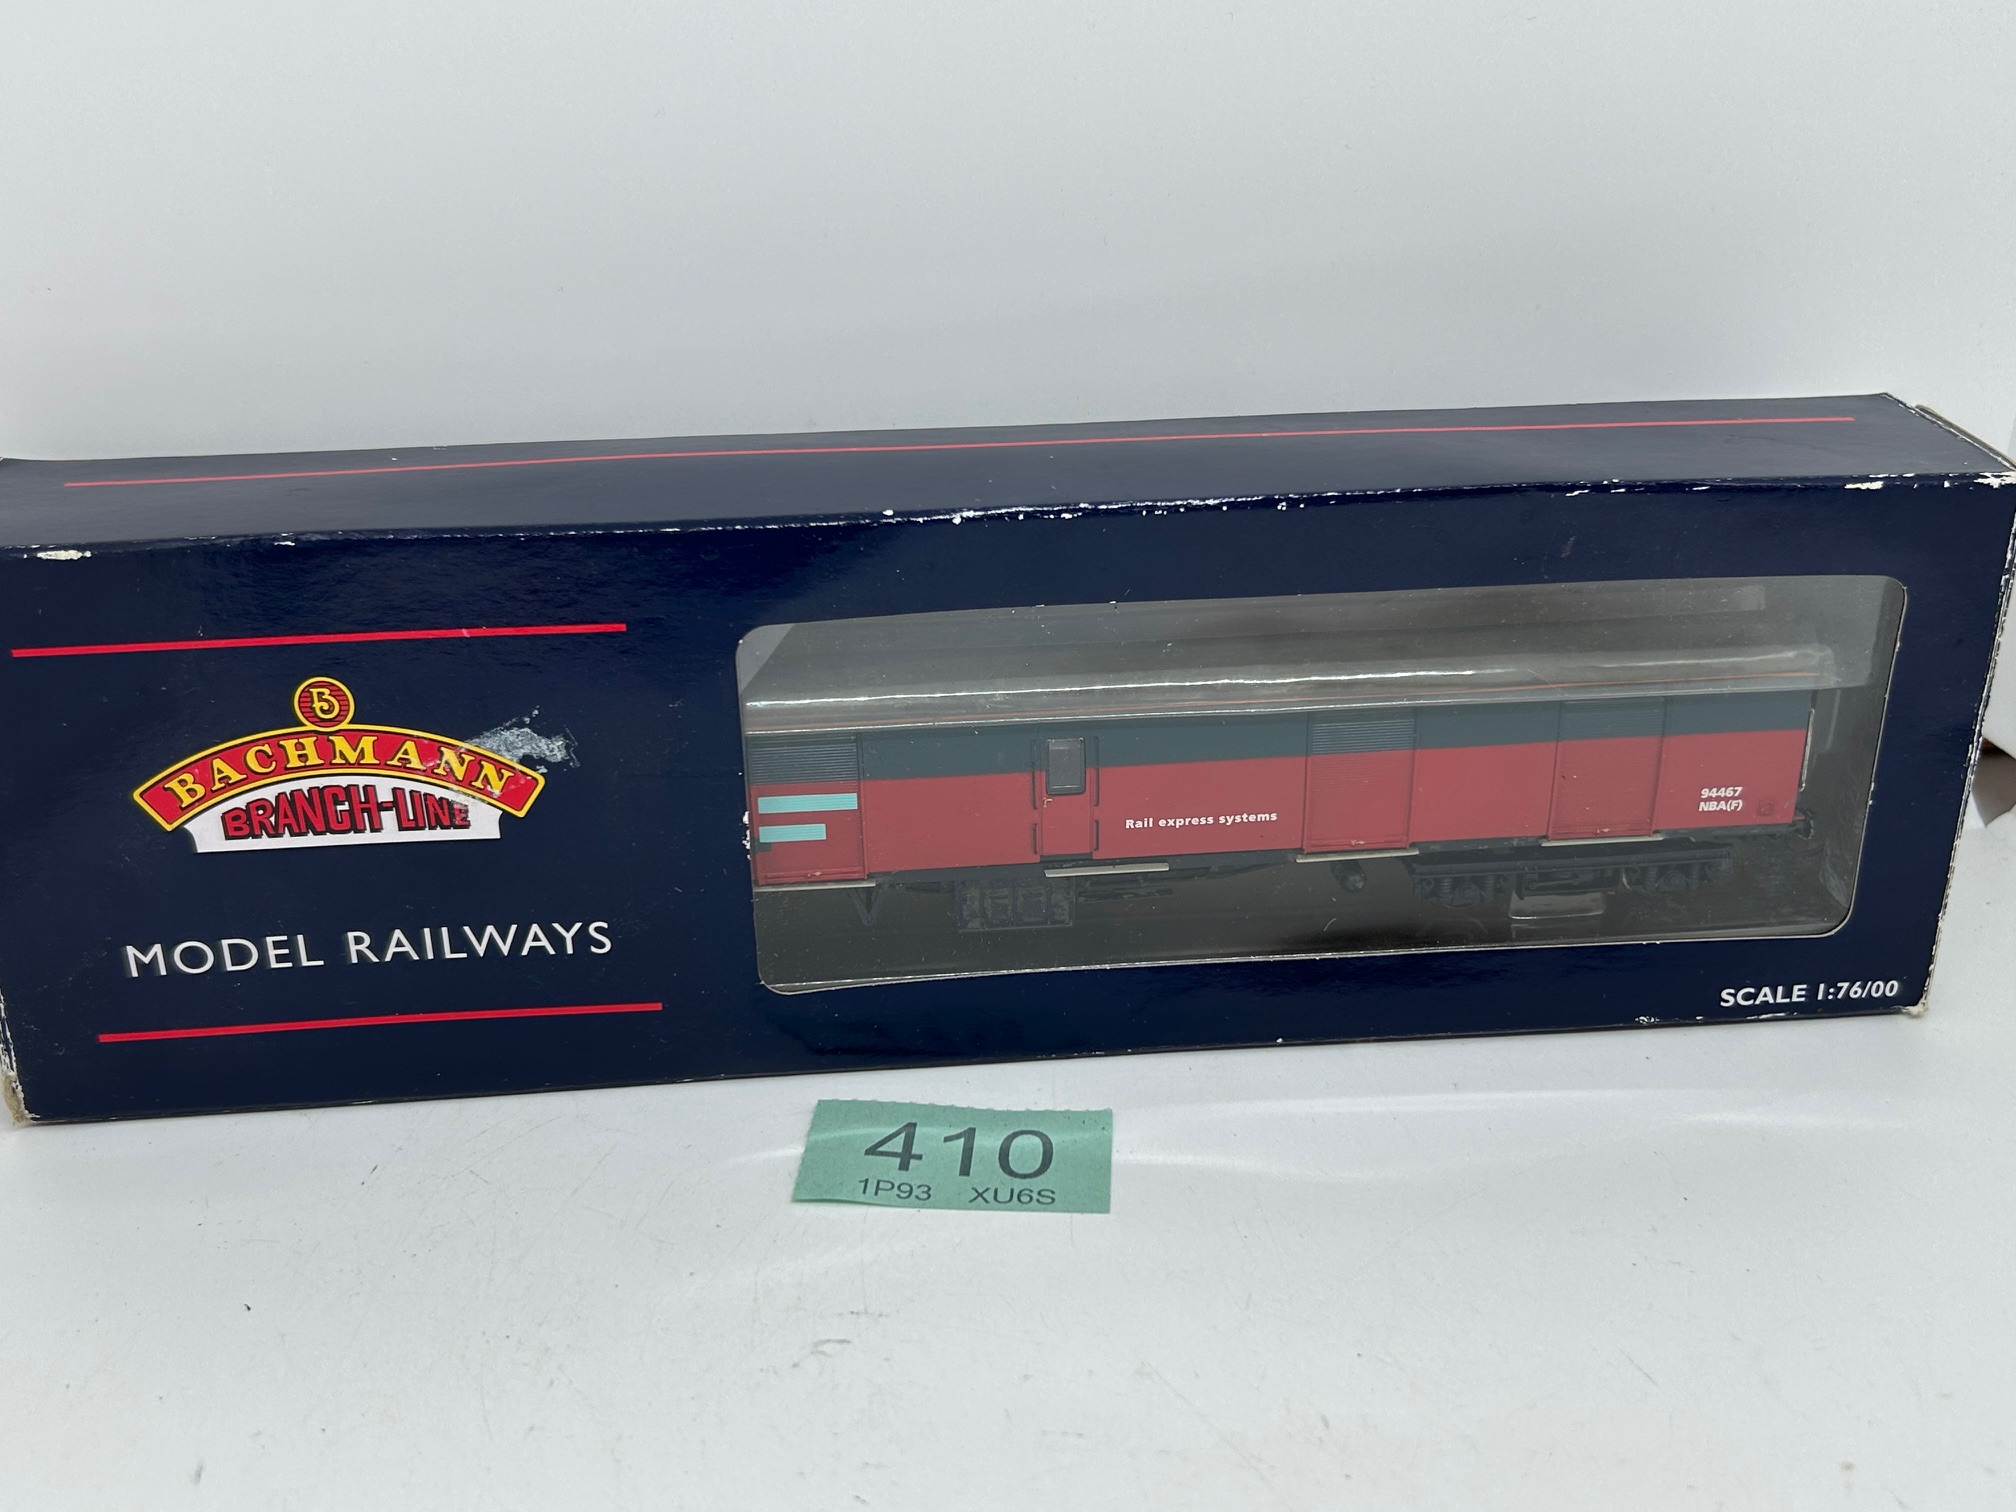 B
BACHMANN
BRANCH-LINE
MODEL RAILWAYS
Rail express systems
94467
NBA(F)
SCALE 1:76/00
410
1P93 XU6S